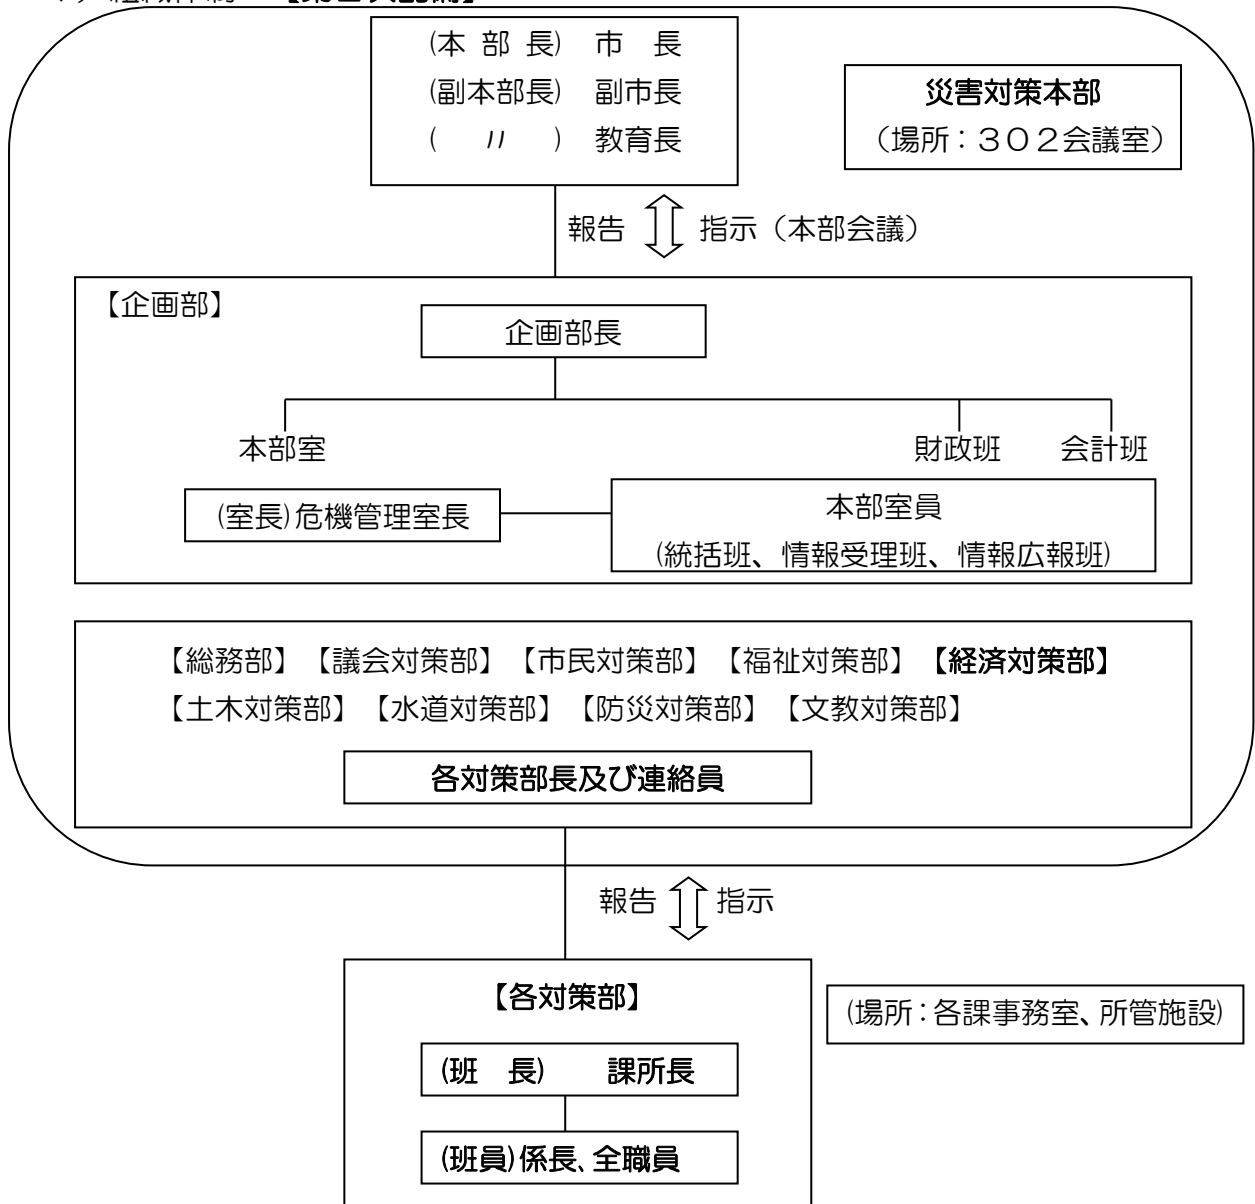 (本 部 長) 市 長
(副本部長) 副市長
( 〃 ) 教育長
災害対策本部
（場所：３０２会議室）
報告 指示（本部会議）
【企画部】
企画部長
本部室
財政班
会計班
(室長)危機管理室長
本部室員
(統括班、情報受理班、情報広報班)
【総務部】【議会対策部】【市民対策部】【福祉対策部】【経済対策部】
【土木対策部】【水道対策部】【防災対策部】【文教対策部】
各対策部長及び連絡員
報告 指示
【各対策部】
(場所：各課事務室、所管施設)
(班 長) 課所長
(班員)係長、全職員